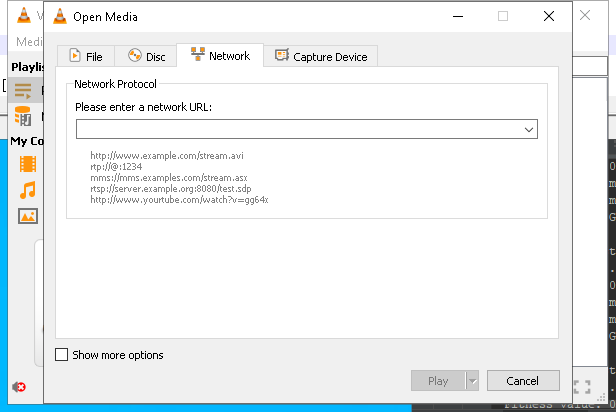 Open Media
Medi
File
Disc
Network
Capture Device
Playlis
Network Protocol
Please enter a network URL:
http://www.example.com/stream.avi
rtp://@:1234
mms://mms.examples.com/stream.asx
rtsp://server.example.org:8080/test.sdp
http://www.yourtube.com/watch?v=gg64x
My Co
Show more options
Play
Cancel
fitness value: 0